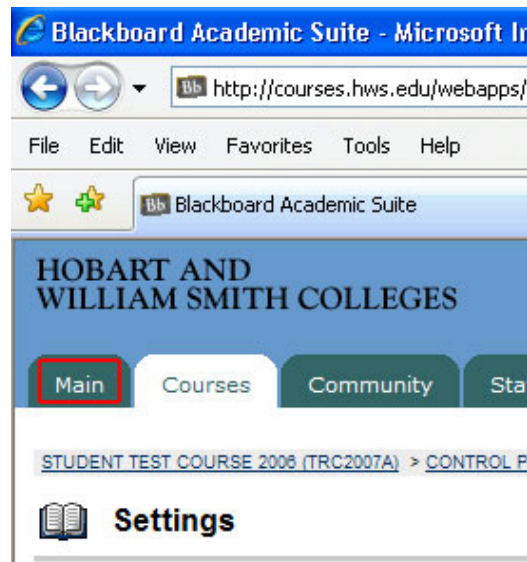 Blackboard Academic Suite - Microsoft
http://courses.hws.edu/webapps/
File Edit View Favorites Tools Help
Bb Blackboard Academic Suite
HOBART AND
WILLIAM SMITH COLLEGES
Main Courses Community
STUDENT TEST COURSE 2006 (TRC2007A) > CONTROL
Settings